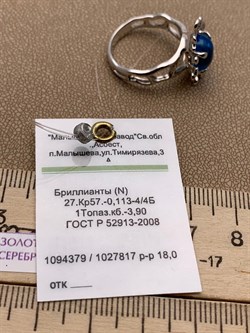 "Малыш завод"Св.обл
,Асбест,
п.Малышева,ул.Тимирязева,3
Бриллианты (N)
27.Кр57.-0,113-4/4Б
1Топаз.кб.-3,90
ГОСТ Р 52913-2008
1094379 / 1027817 р-р 18,0
ОТК
ЗОЛОТ
СЕРЕБР
17
18